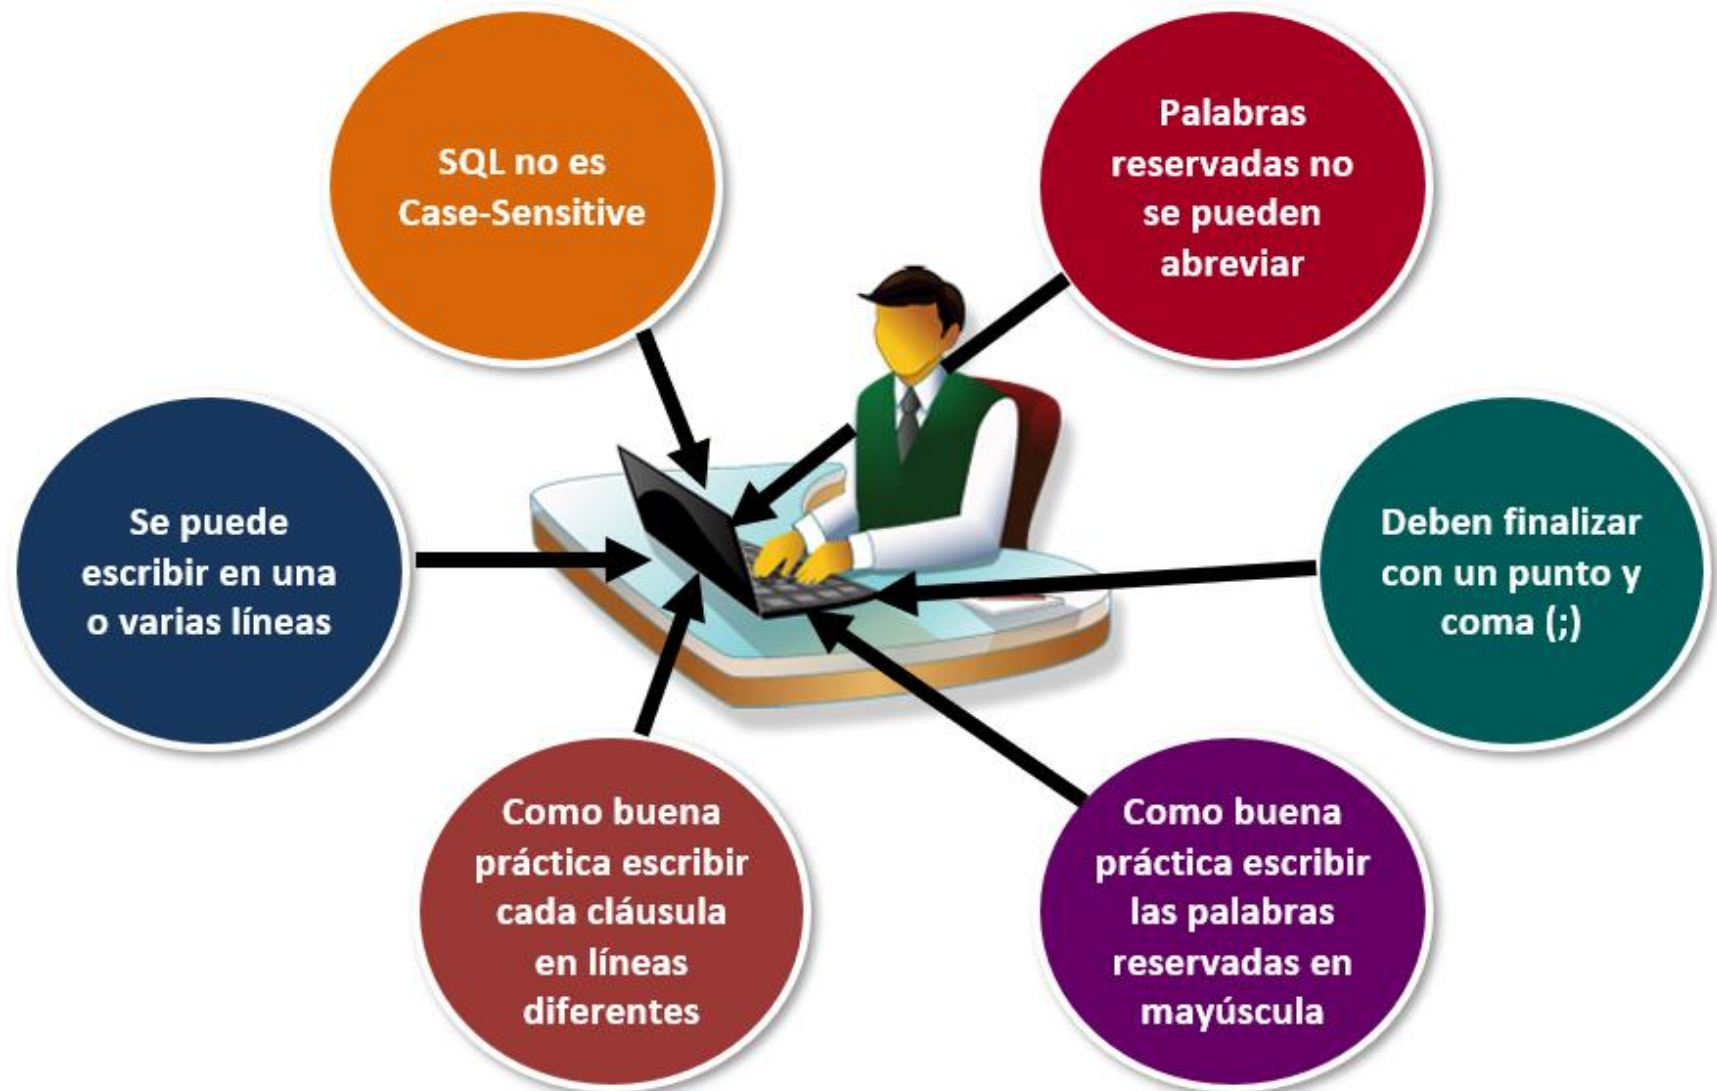 SQL no es
Case-Sensitive
Palabras
reservadas no
se pueden
abreviar
Se puede
escribir en una
o varias líneas
Deben finalizar
con un punto y
coma (;)
Como buena
práctica escribir
cada cláusula
en líneas
diferentes
Como buena
práctica escribir
las palabras
reservadas en
mayúscula